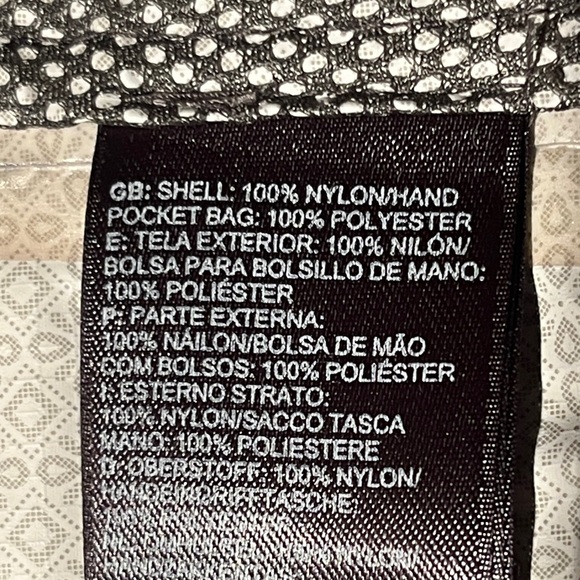 GB: SHELL: 100% NYLON/HAND
POCKET BAG: 100% POLYESTER
E: TELA EXTERIOR: 100% NILÓN/
BOLSA PARA BOLSILLO DE MANO:
100% POLIÉSTER
P: PARTE EXTERNA:
100% NÁILON/BOLSA DE MÃO
COM BOLSOS: 100% POLIÉSTER
I: ESTERNO STRATO:
100% NYLON/SACCO TASCA
MANO: 100% POLIESTERE
D: OBERSTOFF: 100% NYLON/